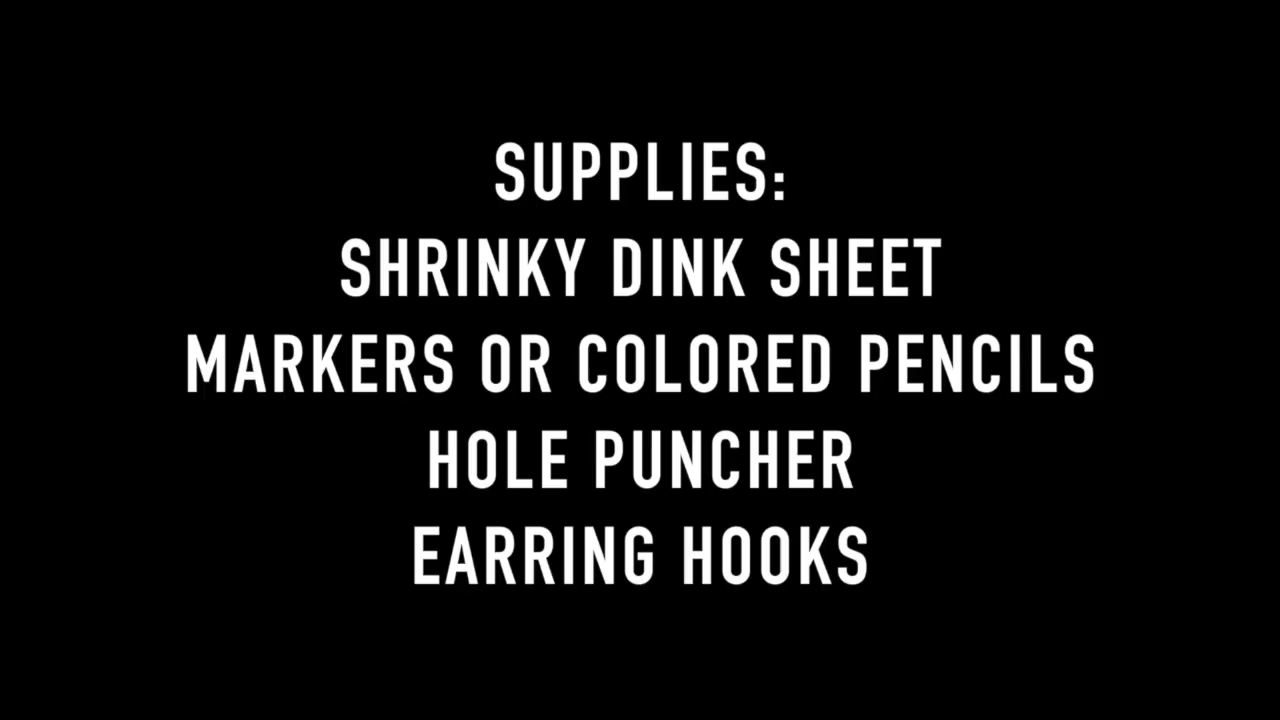 SUPPLIES:
SHRINKY DINK SHEET
MARKERS OR COLORED PENCILS
HOLE PUNCHER
EARRING HOOKS